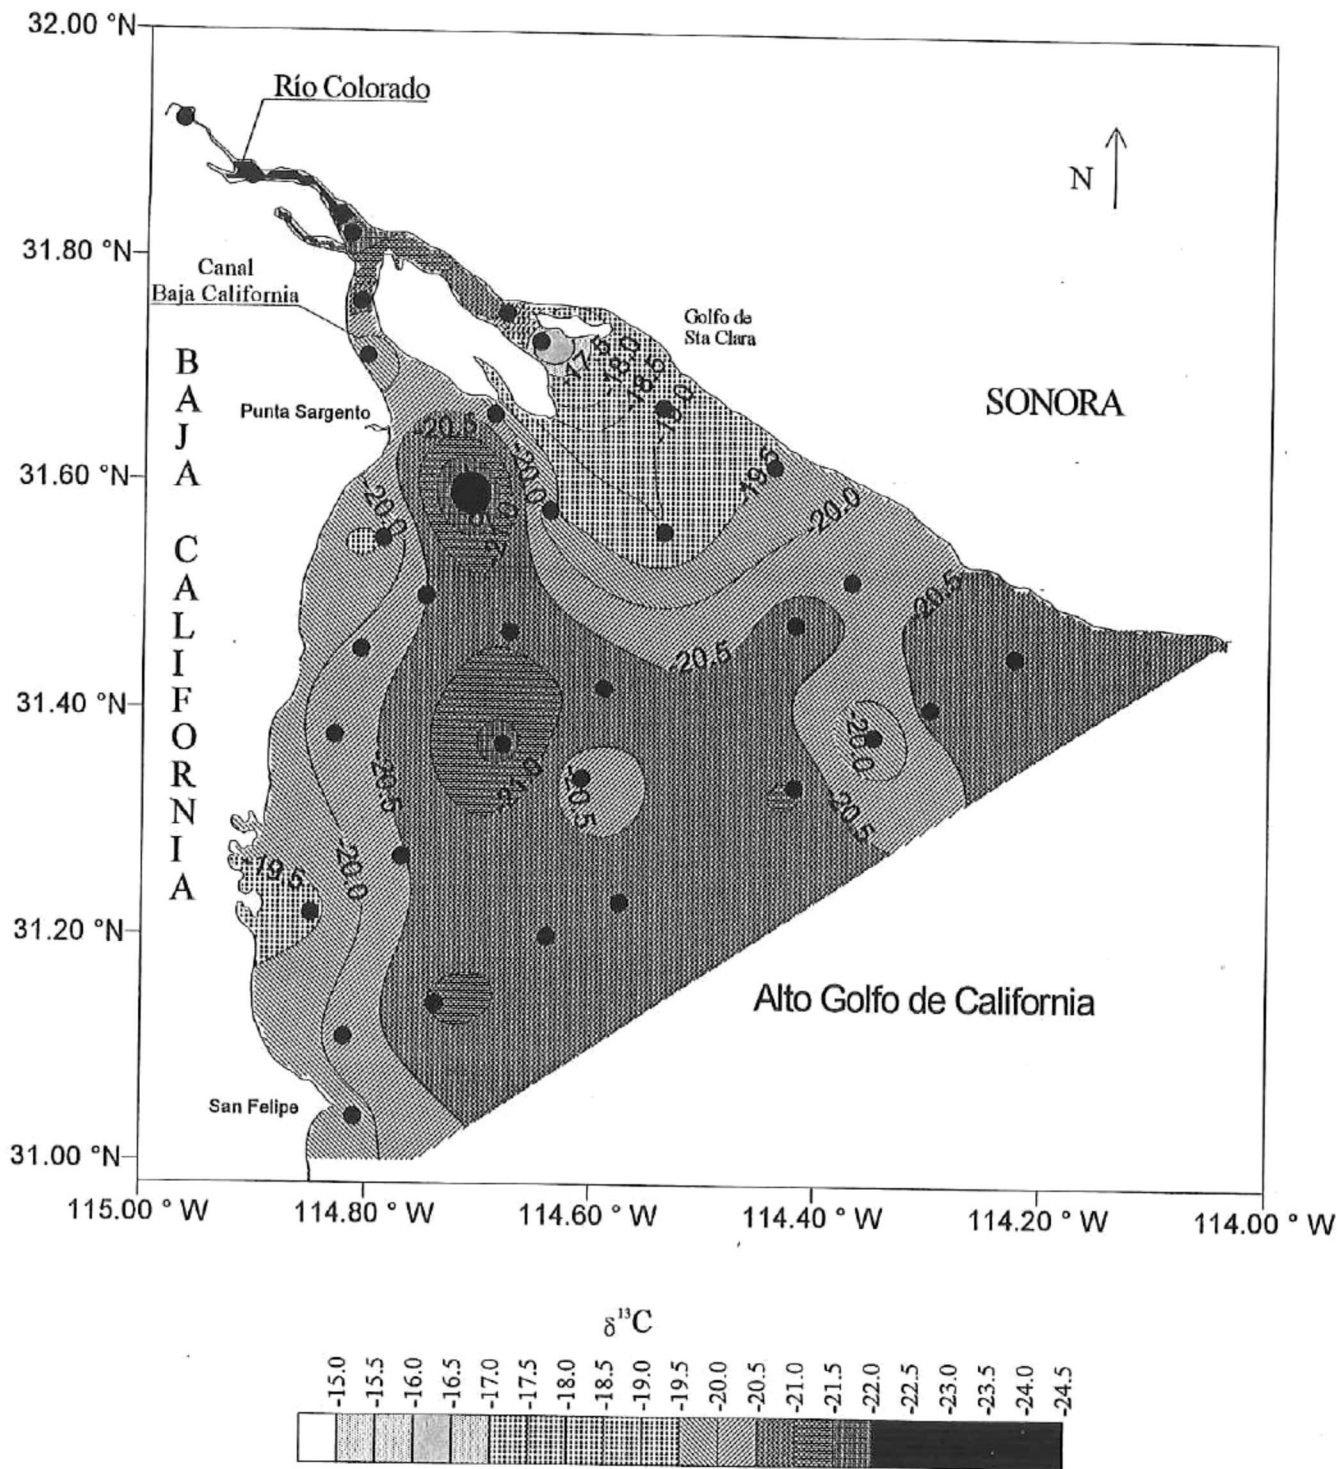 32.00 °N
Río Colorado
N
31.80 °N
Canal
Baja California
Golfo de
Sta Clara
BAJA CALIFORNIA
-17.5
-18.0
-18.5
-19.0
SONORA
Punta Sargento
-20.5
-20.0
-19.5
31.60 °N
-20.0
-20.0
-21.0
-20.5
-20.5
31.40 °N
-20.0
-21.0
-20.5
-20.5
-20.5
-19.5
-20.0
31.20 °N
Alto Golfo de California
San Felipe
31.00 °N
115.00 ° W
114.80 ° W
114.60 ° W
114.40 ° W
114.20 ° W
114.00 ° W
δ¹³C
-15.0
-15.5
-16.0
-16.5
-17.0
-17.5
-18.0
-18.5
-19.0
-19.5
-20.0
-20.5
-21.0
-21.5
-22.0
-22.5
-23.0
-23.5
-24.0
-24.5